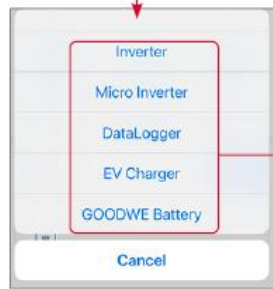 Inverter
Micro Inverter
DataLogger
EV Charger
GOODWE Battery
Cancel